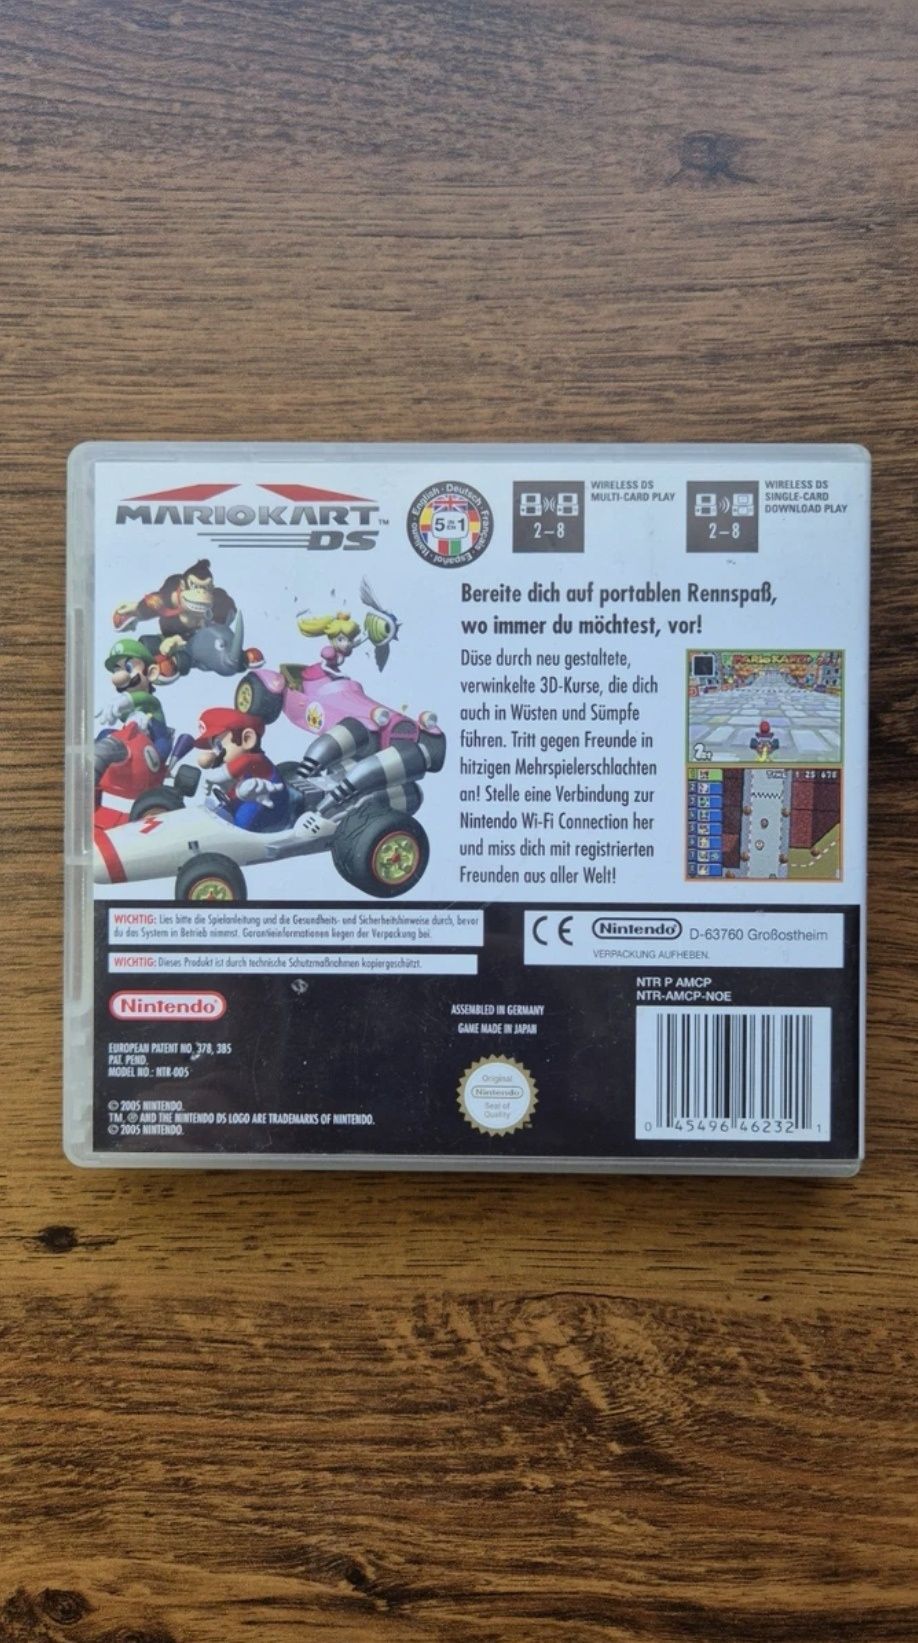 MARIOKART™
DS
English · Deutsch · Français · Español · Italiano
5 IN EN 1
2-8
WIRELESS DS
MULTI-CARD PLAY
2-8
WIRELESS DS
SINGLE-CARD
DOWNLOAD PLAY
Bereite dich auf portablen Rennspaß,
wo immer du möchtest, vor!
Düse durch neu gestaltete,
verwinkelte 3D-Kurse, die dich
auch in Wüsten und Sümpfe
führen. Tritt gegen Freunde in
hitzigen Mehrspielerschlachten
an! Stelle eine Verbindung zur
Nintendo Wi-Fi Connection her
und miss dich mit registrierten
Freunden aus aller Welt!
WICHTIG: Lies bitte die Spielanleitung und die Gesundheits- und Sicherheitshinweise durch, bevor
du das System in Betrieb nimmst. Garantieinformationen liegen der Verpackung bei.
WICHTIG: Dieses Produkt ist durch technische Schutzmaßnahmen kopiergeschützt.
CE Nintendo® D-63760 Großostheim
VERPACKUNG AUFHEBEN.
Nintendo®
EUROPEAN PATENT NO. 378, 385
PAT. PEND.
MODEL NO.: NTR-005
© 2005 NINTENDO.
TM, ® AND THE NINTENDO DS LOGO ARE TRADEMARKS OF NINTENDO.
© 2005 NINTENDO.
ASSEMBLED IN GERMANY
GAME MADE IN JAPAN
Original
Nintendo
Seal of
Quality
NTR P AMCP
NTR-AMCP-NOE
0 45496 46232 1